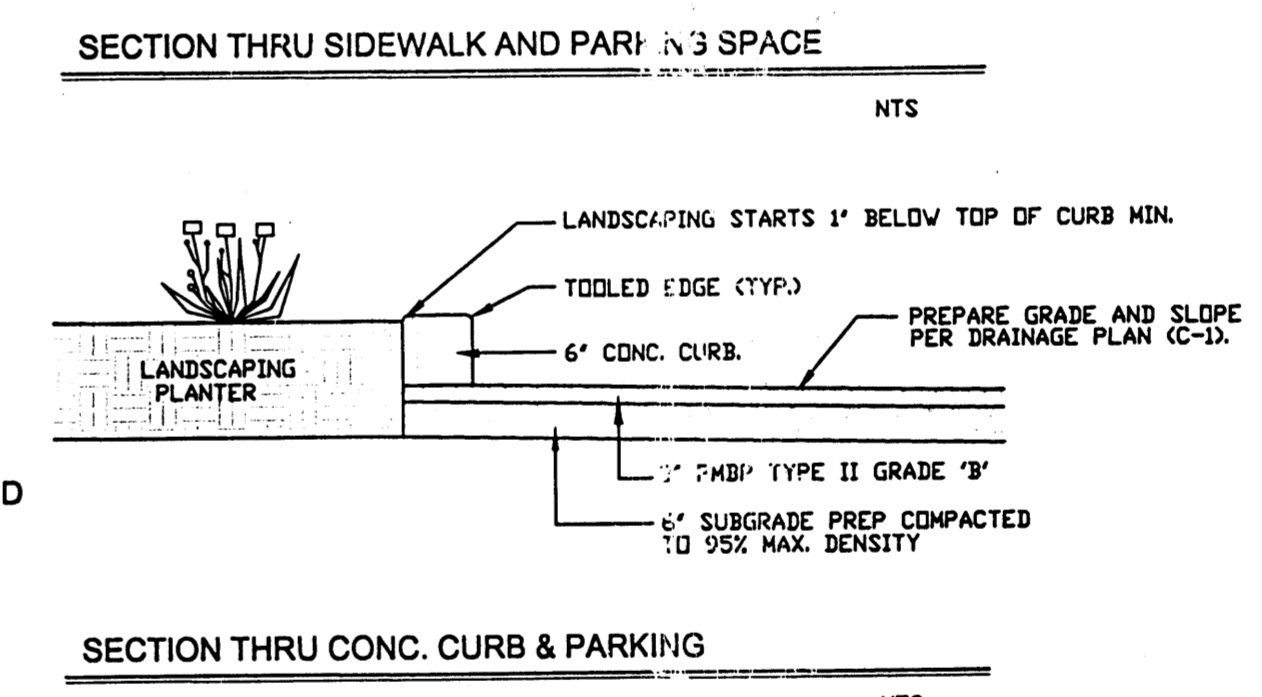 SECTION THRU SIDEWALK AND PARKING SPACE
NTS
LANDSCAPING STARTS 1" BELOW TOP OF CURB MIN.
TOOLED EDGE (TYP.)
PREPARE GRADE AND SLOPE
PER DRAINAGE PLAN (C-1).
6" CONC. CURB.
LANDSCAPING
PLANTER
PMBP TYPE II GRADE 'B'
D
6" SUBGRADE PREP COMPACTED
TO 95% MAX. DENSITY
SECTION THRU CONC. CURB & PARKING
NTS